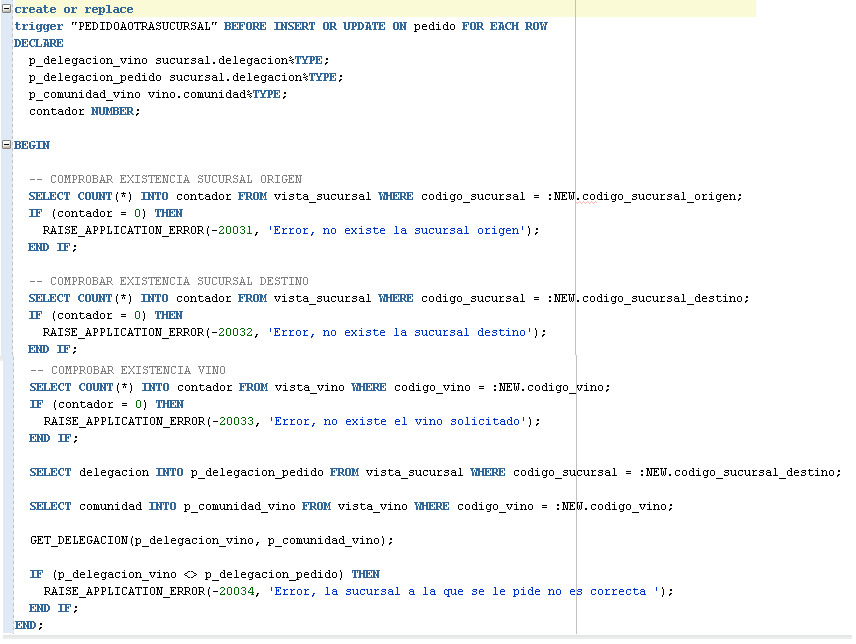 create or replace
trigger "PEDIDOAOTRASUCURSAL" BEFORE INSERT OR UPDATE ON pedido FOR EACH ROW
DECLARE
  p_delegacion_vino sucursal.delegacion%TYPE;
  p_delegacion_pedido sucursal.delegacion%TYPE;
  p_comunidad_vino vino.comunidad%TYPE;
  contador NUMBER;
BEGIN
  -- COMPROBAR EXISTENCIA SUCURSAL ORIGEN
  SELECT COUNT(*) INTO contador FROM vista_sucursal WHERE codigo_sucursal = :NEW.codigo_sucursal_origen;
  IF (contador = 0) THEN
    RAISE_APPLICATION_ERROR(-20031, 'Error, no existe la sucursal origen');
  END IF;
  -- COMPROBAR EXISTENCIA SUCURSAL DESTINO
  SELECT COUNT(*) INTO contador FROM vista_sucursal WHERE codigo_sucursal = :NEW.codigo_sucursal_destino;
  IF (contador = 0) THEN
    RAISE_APPLICATION_ERROR(-20032, 'Error, no existe la sucursal destino');
  END IF;
  -- COMPROBAR EXISTENCIA VINO
  SELECT COUNT(*) INTO contador FROM vista_vino WHERE codigo_vino = :NEW.codigo_vino;
  IF (contador = 0) THEN
    RAISE_APPLICATION_ERROR(-20033, 'Error, no existe el vino solicitado');
  END IF;
  SELECT delegacion INTO p_delegacion_pedido FROM vista_sucursal WHERE codigo_sucursal = :NEW.codigo_sucursal_destino;
  SELECT comunidad INTO p_comunidad_vino FROM vista_vino WHERE codigo_vino = :NEW.codigo_vino;
  GET_DELEGACION(p_delegacion_vino, p_comunidad_vino);
  IF (p_delegacion_vino <> p_delegacion_pedido) THEN
    RAISE_APPLICATION_ERROR(-20034, 'Error, la sucursal a la que se le pide no es correcta ');
  END IF;
END;